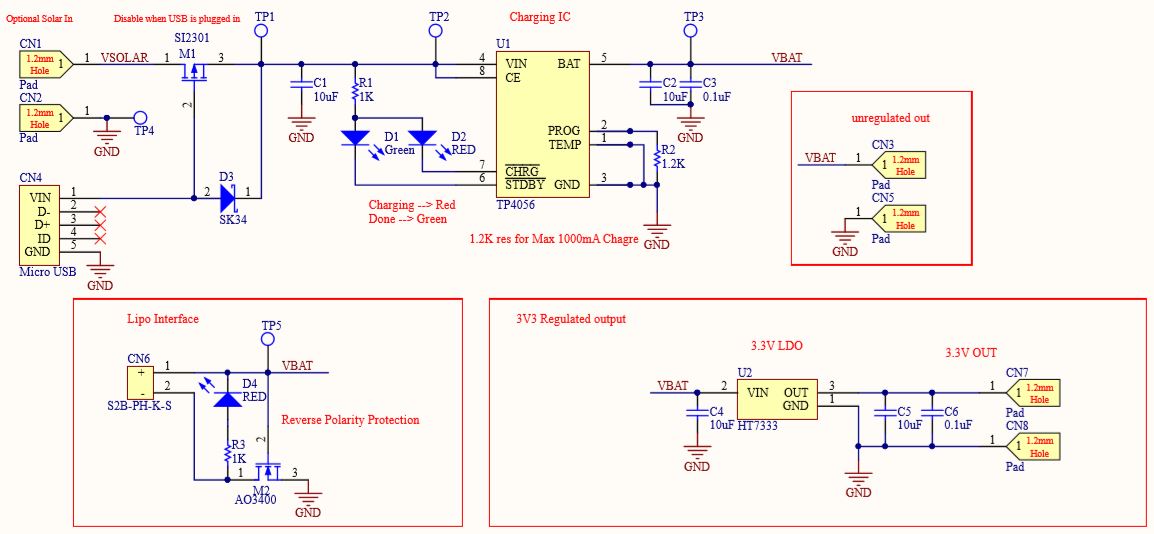 Optional Solar In
Disable when USB is plugged in
TP1
TP2
Charging IC
TP3
CN1
1.2mm
Hole
1
1
VSOLAR
Pad
SI2301
M1
1
3
2
CN2
1.2mm
Hole
1
1
Pad
TP4
GND
C1
10uF
GND
R1
1K
D1
Green
D2
RED
U1
4
VIN
BAT
5
8
CE
PROG
2
TEMP
1
7
CHRG
6
STDBY
GND
3
TP4056
VBAT
C2
10uF
C3
0.1uF
GND
R2
1.2K
GND
CN4
VIN
1
D-
2
D+
3
ID
4
GND
5
Micro USB
GND
D3
2
1
SK34
Charging --> Red
Done --> Green
1.2K res for Max 1000mA Chagre
unregulated out
CN3
VBAT
1
1
1.2mm
Hole
Pad
CN5
1
1
1.2mm
Hole
Pad
GND
Lipo Interface
TP5
CN6
+
1
-
2
S2B-PH-K-S
VBAT
D4
RED
Reverse Polarity Protection
R3
1K
2
1
3
M2
AO3400
GND
3V3 Regulated output
3.3V LDO
3.3V OUT
VBAT
U2
2
VIN
OUT
3
GND
1
HT7333
C4
10uF
GND
C5
10uF
C6
0.1uF
GND
CN7
1
1
1.2mm
Hole
Pad
CN8
1
1
1.2mm
Hole
Pad